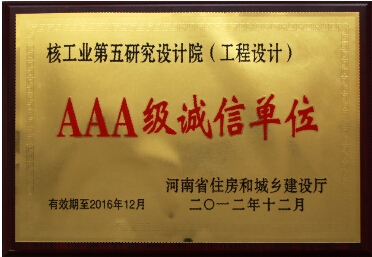 核工业第五研究设计院（工程设计）
AAA级诚信单位
河南省住房和城乡建设厅
有效期至2016年12月
二〇一二年十二月